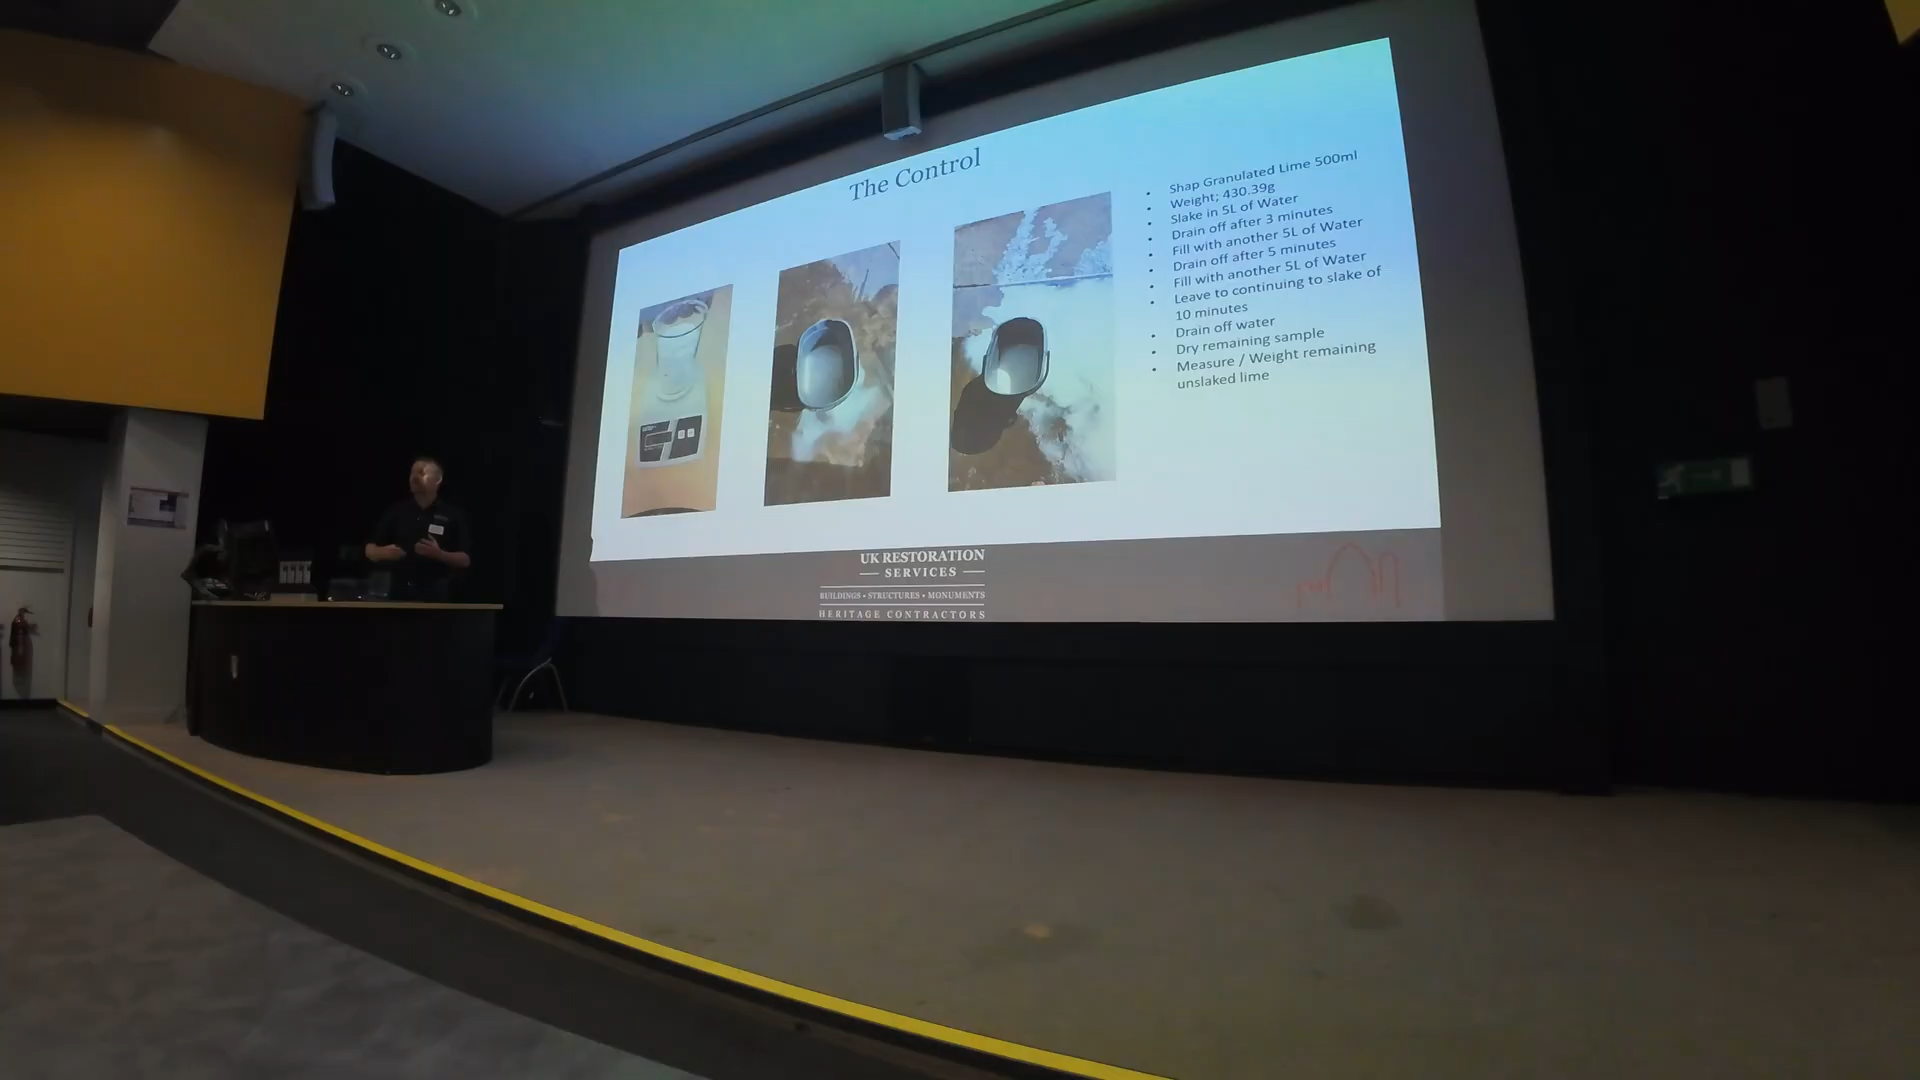 The Control
• Shap Granulated Lime 500ml
• Weight; 430.39g
• Slake in 5L of Water
• Drain off after 3 minutes
• Fill with another 5L of Water
• Drain off after 5 minutes
• Fill with another 5L of Water
• Leave to continuing to slake of
10 minutes
• Drain off water
• Dry remaining sample
• Measure / Weight remaining
unslaked lime
UK RESTORATION
SERVICES
BUILDINGS • STRUCTURES • MONUMENTS
HERITAGE CONTRACTORS